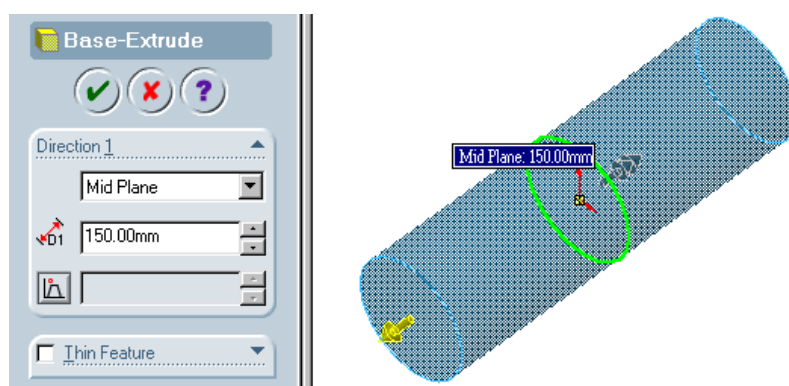 Base-Extrude
?
Direction 1
Mid Plane
D1
150.00mm
Thin Feature
Mid Plane: 150.00mm